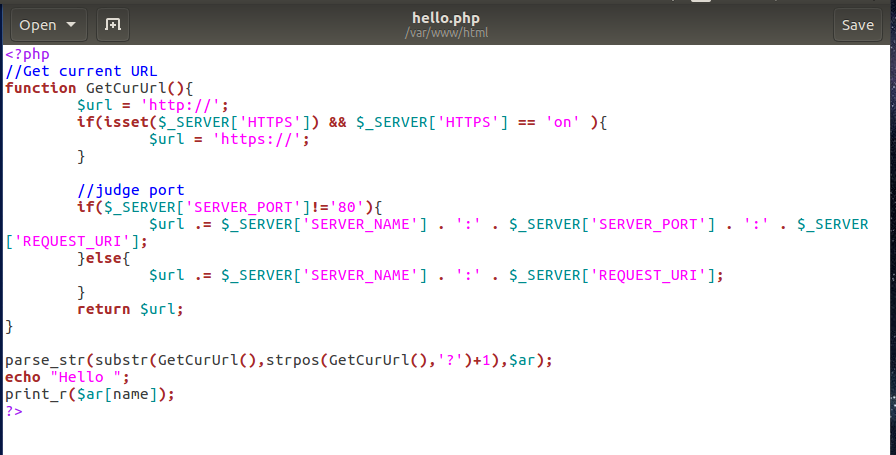 Open
hello.php
/var/www/html
Save
<?php
//Get current URL
function GetCurUrl(){
        $url = 'http://';
        if(isset($_SERVER['HTTPS']) && $_SERVER['HTTPS'] == 'on' ){
                $url = 'https://';
        }
        //judge port
        if($_SERVER['SERVER_PORT']!='80'){
                $url .= $_SERVER['SERVER_NAME'] . ':' . $_SERVER['SERVER_PORT'] . ':' . $_SERVER
['REQUEST_URI'];
        }else{
                $url .= $_SERVER['SERVER_NAME'] . ':' . $_SERVER['REQUEST_URI'];
        }
        return $url;
}
parse_str(substr(GetCurUrl(),strpos(GetCurUrl(),'?')+1),$ar);
echo "Hello ";
print_r($ar[name]);
?>